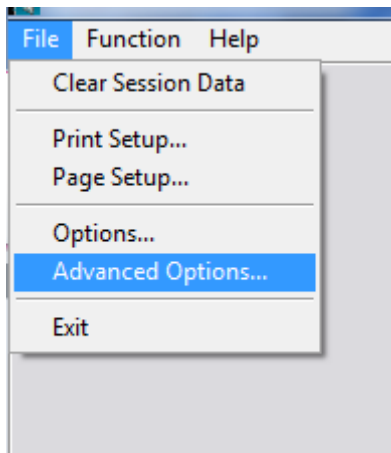 File Function Help
Clear Session Data
Print Setup...
Page Setup...
Options...
Advanced Options...
Exit